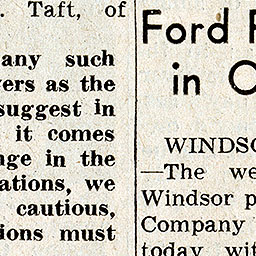 . Taft, of
any such
vers as the
suggest in
it comes
nge in the
ations, we
cautious,
ions must
Ford
in
WINDSO
—The we
Windsor p
Company
today wit